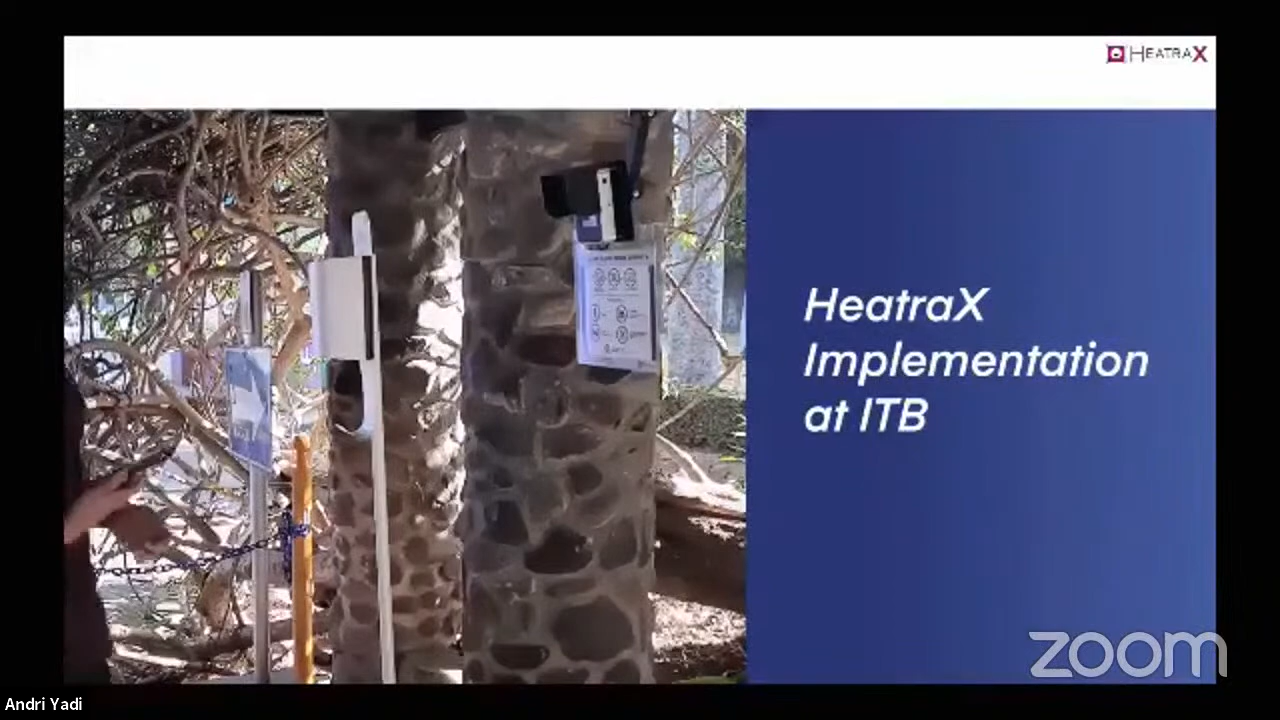 HEATRAX
HeatraX
Implementation
at ITB
zoom
Andri Yadi